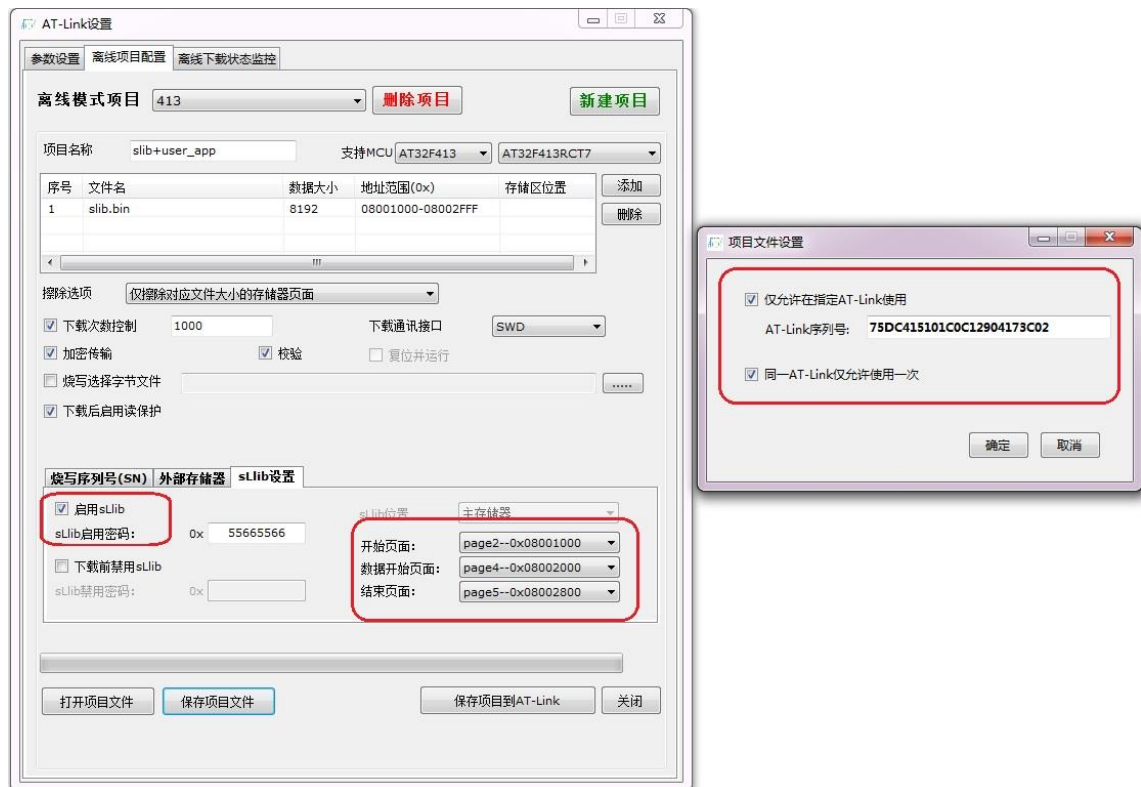 AT-Link设置
参数设置 离线项目配置 离线下载状态监控
离线模式项目 413 删除项目 新建项目
项目名称 slib+user_app 支持MCU AT32F413 AT32F413RCT7
序号 文件名 数据大小 地址范围(0x) 存储区位置 添加
1 slib.bin 8192 08001000-08002FFF 删除
擦除选项 仅擦除对应文件大小的存储器页面
下载次数控制 1000 下载通讯接口 SWD
加密传输 校验 复位并运行
烧写选择字节文件 .....
下载后启用读保护
烧写序列号(SN) 外部存储器 sLlib设置
启用sLlib sLlib位置 主存储器
sLlib启用密码: 0x 55665566 开始页面: page2--0x08001000
下载前禁用sLlib 数据开始页面: page4--0x08002000
sLlib禁用密码: 0x 结束页面: page5--0x08002800
打开项目文件 保存项目文件 保存项目到AT-Link 关闭
项目文件设置
仅允许在指定AT-Link使用
AT-Link序列号: 75DC415101C0C12904173C02
同一AT-Link仅允许使用一次
确定 取消